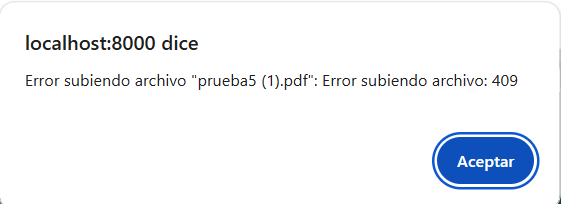 localhost:8000 dice
Error subiendo archivo "prueba5 (1).pdf": Error subiendo archivo: 409
Aceptar